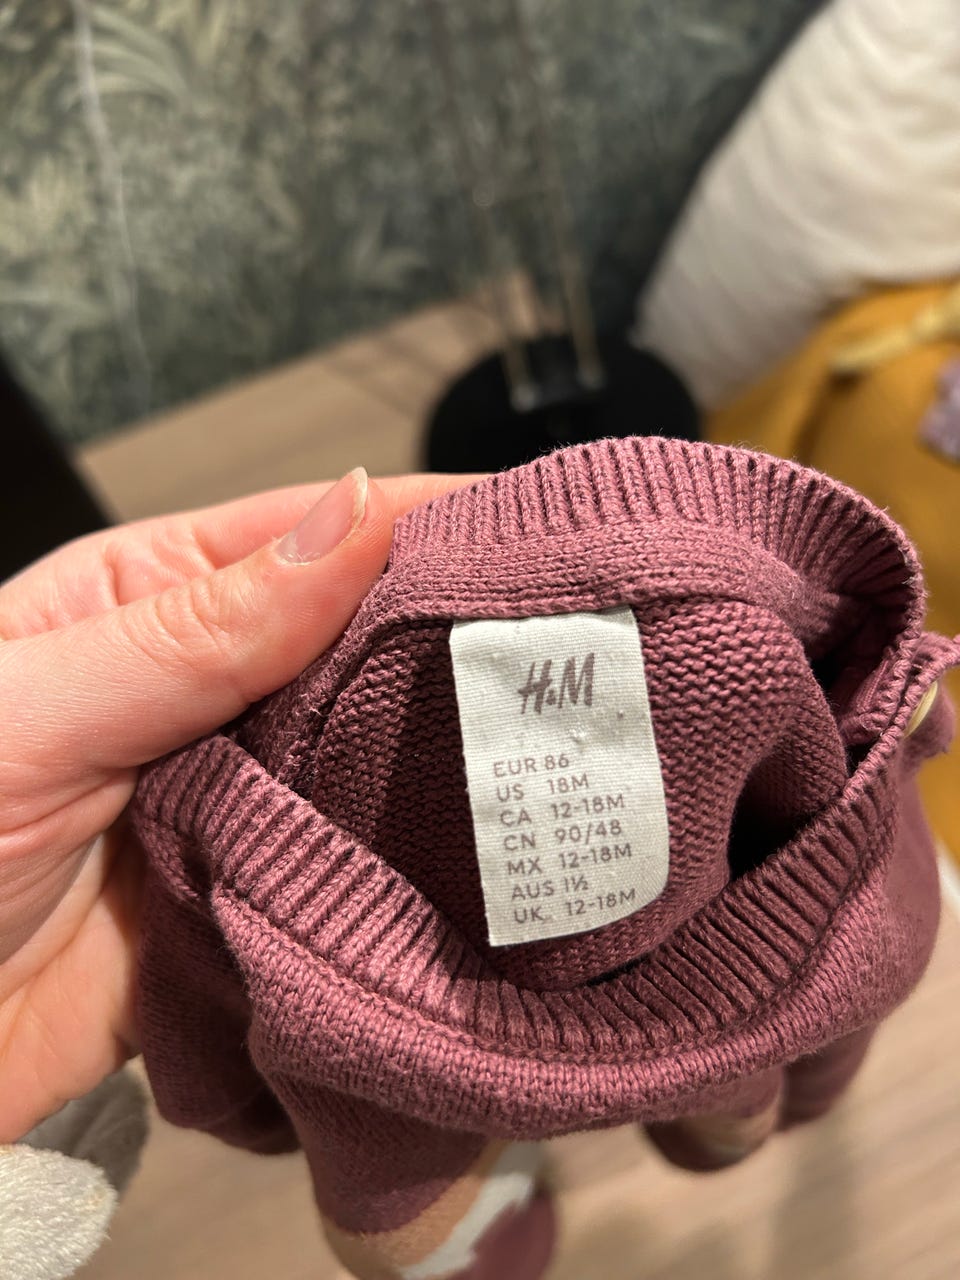 H&M
EUR 86
US 18M
CA 12-18M
CN 90/48
MX 12-18M
AUS 1½
UK 12-18M